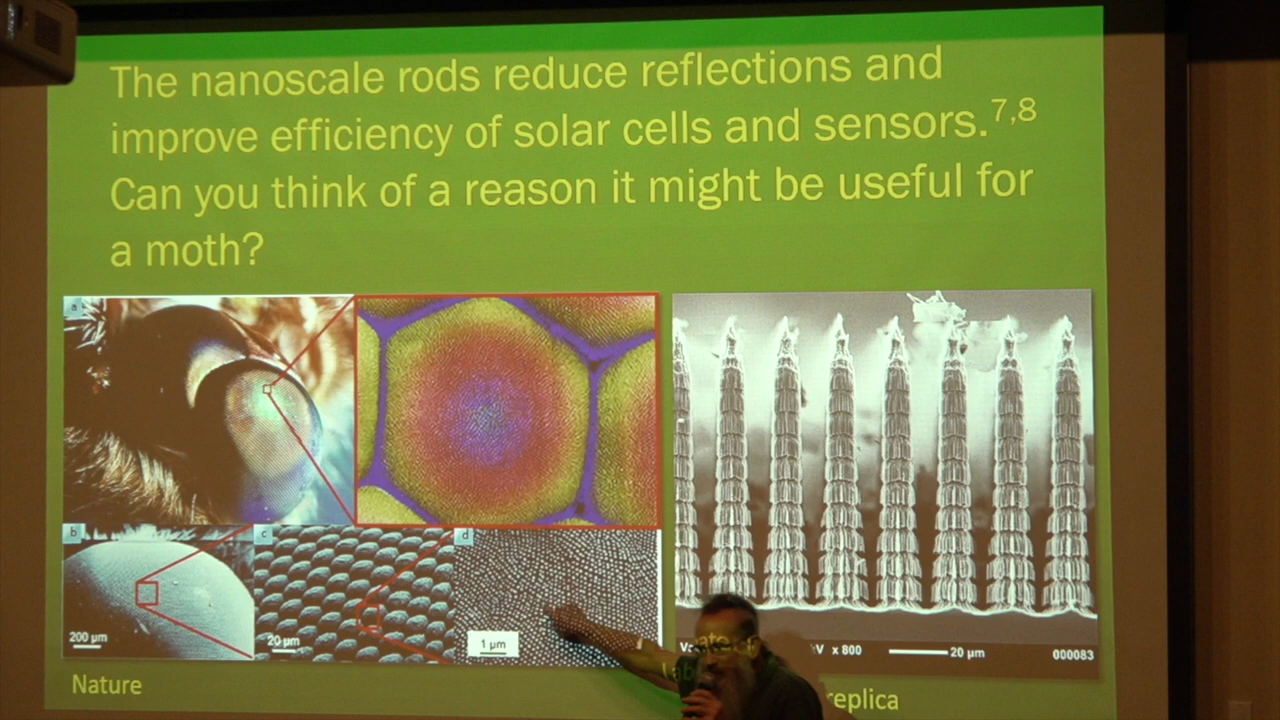 The nanoscale rods reduce reflections and
improve efficiency of solar cells and sensors.7,8
Can you think of a reason it might be useful for
a moth?
a
b
c
d
200 µm
20 µm
1 µm
kV x 800
20 µm
000083
Nature
replica